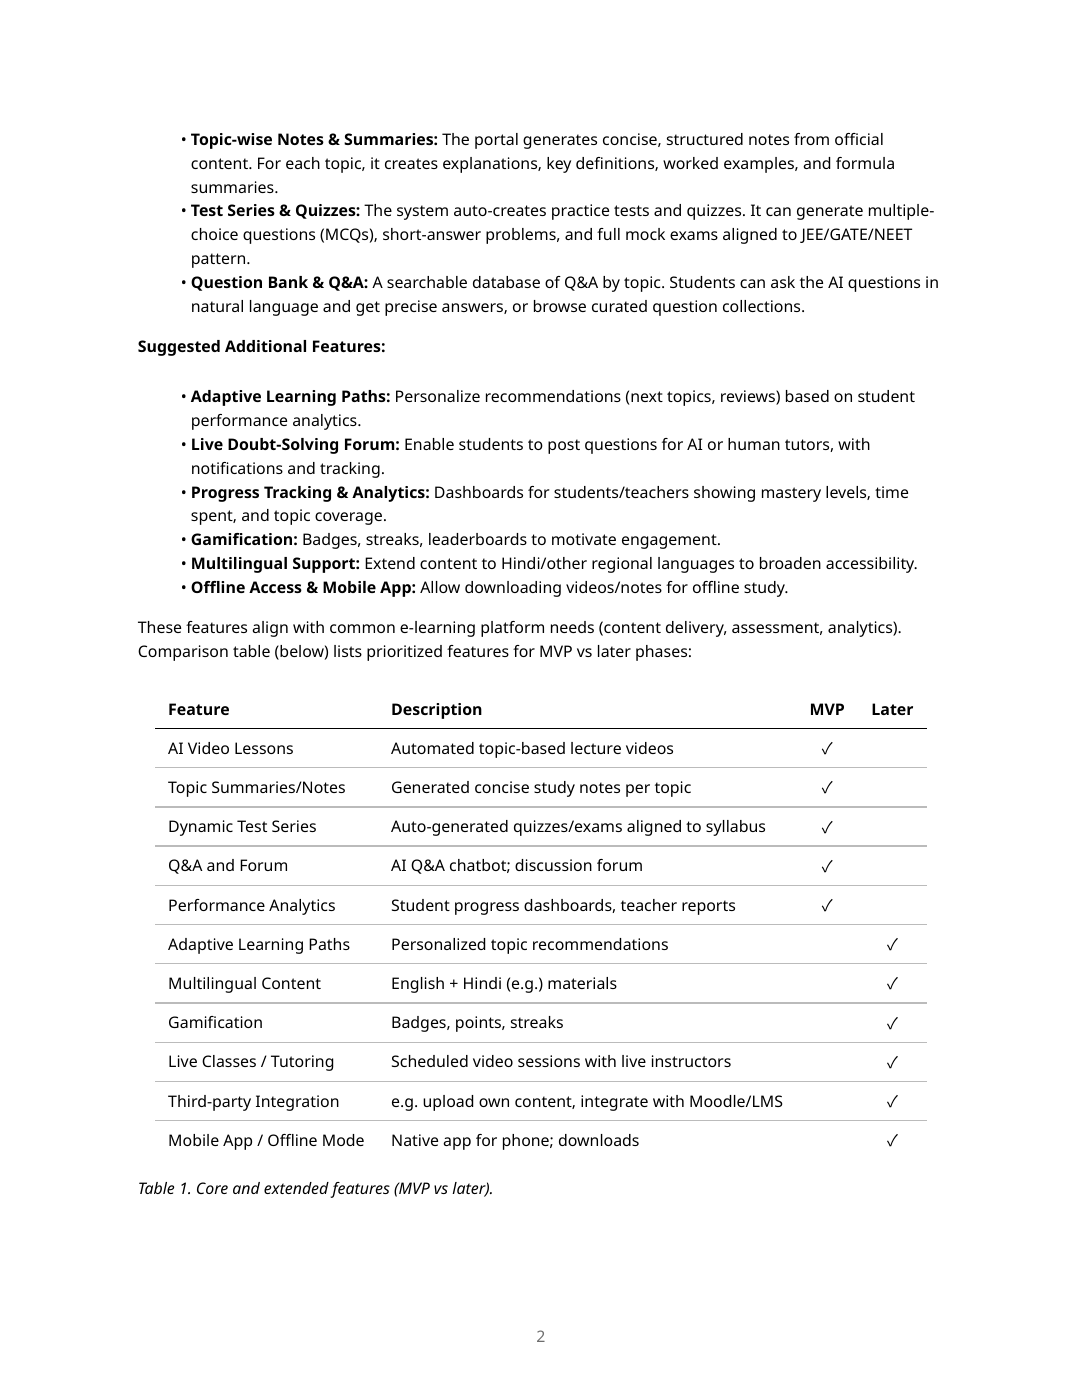 • Topic-wise Notes & Summaries: The portal generates concise, structured notes from official
content. For each topic, it creates explanations, key definitions, worked examples, and formula
summaries.
• Test Series & Quizzes: The system auto-creates practice tests and quizzes. It can generate multiple-
choice questions (MCQs), short-answer problems, and full mock exams aligned to JEE/GATE/NEET
pattern.
• Question Bank & Q&A: A searchable database of Q&A by topic. Students can ask the AI questions in
natural language and get precise answers, or browse curated question collections.
Suggested Additional Features:
• Adaptive Learning Paths: Personalize recommendations (next topics, reviews) based on student
performance analytics.
• Live Doubt-Solving Forum: Enable students to post questions for AI or human tutors, with
notifications and tracking.
• Progress Tracking & Analytics: Dashboards for students/teachers showing mastery levels, time
spent, and topic coverage.
• Gamification: Badges, streaks, leaderboards to motivate engagement.
• Multilingual Support: Extend content to Hindi/other regional languages to broaden accessibility.
• Offline Access & Mobile App: Allow downloading videos/notes for offline study.
These features align with common e-learning platform needs (content delivery, assessment, analytics).
Comparison table (below) lists prioritized features for MVP vs later phases:
Feature Description MVP Later
AI Video Lessons Automated topic-based lecture videos ✓
Topic Summaries/Notes Generated concise study notes per topic ✓
Dynamic Test Series Auto-generated quizzes/exams aligned to syllabus ✓
Q&A and Forum AI Q&A chatbot; discussion forum ✓
Performance Analytics Student progress dashboards, teacher reports ✓
Adaptive Learning Paths Personalized topic recommendations ✓
Multilingual Content English + Hindi (e.g.) materials ✓
Gamification Badges, points, streaks ✓
Live Classes / Tutoring Scheduled video sessions with live instructors ✓
Third-party Integration e.g. upload own content, integrate with Moodle/LMS ✓
Mobile App / Offline Mode Native app for phone; downloads ✓
Table 1. Core and extended features (MVP vs later).
2